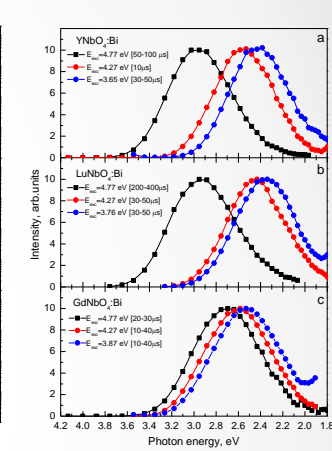 YNbO4:Bi
a
Eexc=4.77 eV [50-100 μs]
Eexc=4.27 eV [10μs]
Eexc=3.65 eV [30-50μs]
10
8
6
4
2
0
LuNbO4:Bi
b
Eexc=4.77 eV [200-400μs]
Eexc=4.27 eV [30-50μs]
Eexc=3.76 eV [30-50 μs]
10
8
6
4
2
0
Intensity, arb.units
GdNbO4:Bi
c
Eexc=4.77 eV [20-30μs]
Eexc=4.27 eV [10-40μs]
Eexc=3.87 eV [10-40μs]
10
8
6
4
2
0
4.2 4.0 3.8 3.6 3.4 3.2 3.0 2.8 2.6 2.4 2.2 2.0 1.8
Photon energy, eV